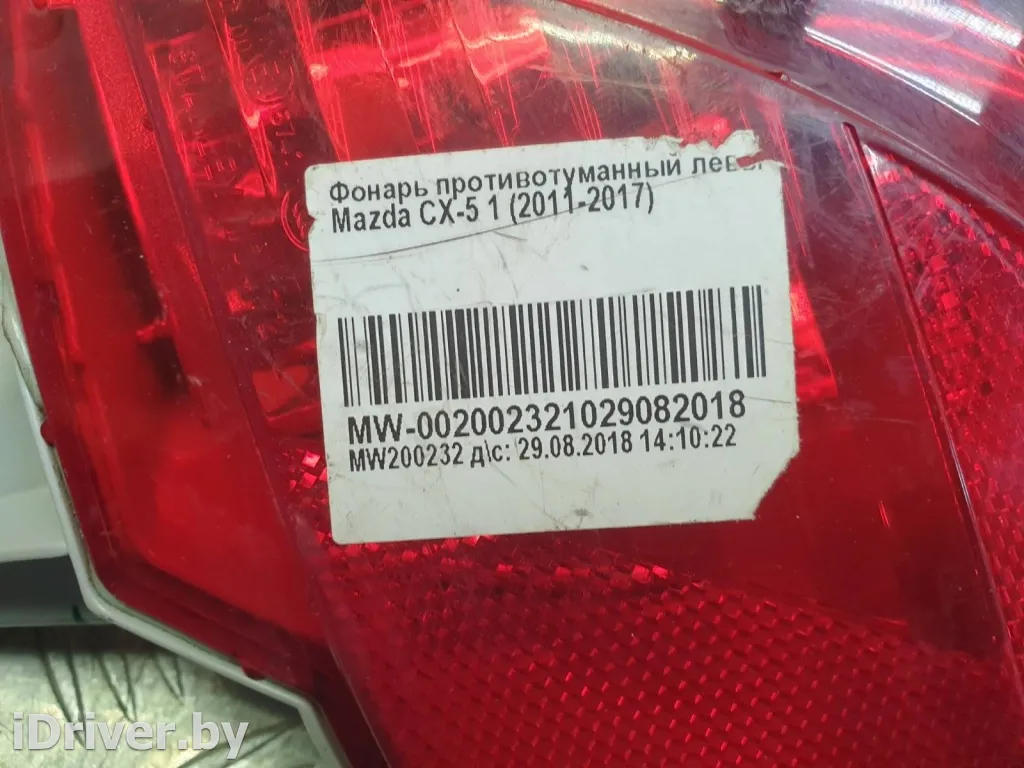 Фонарь противотуманный левы
Mazda CX-5 1 (2011-2017)
MW-002002321029082018
MW200232 д\с: 29.08.2018 14:10:22
iDriver.by